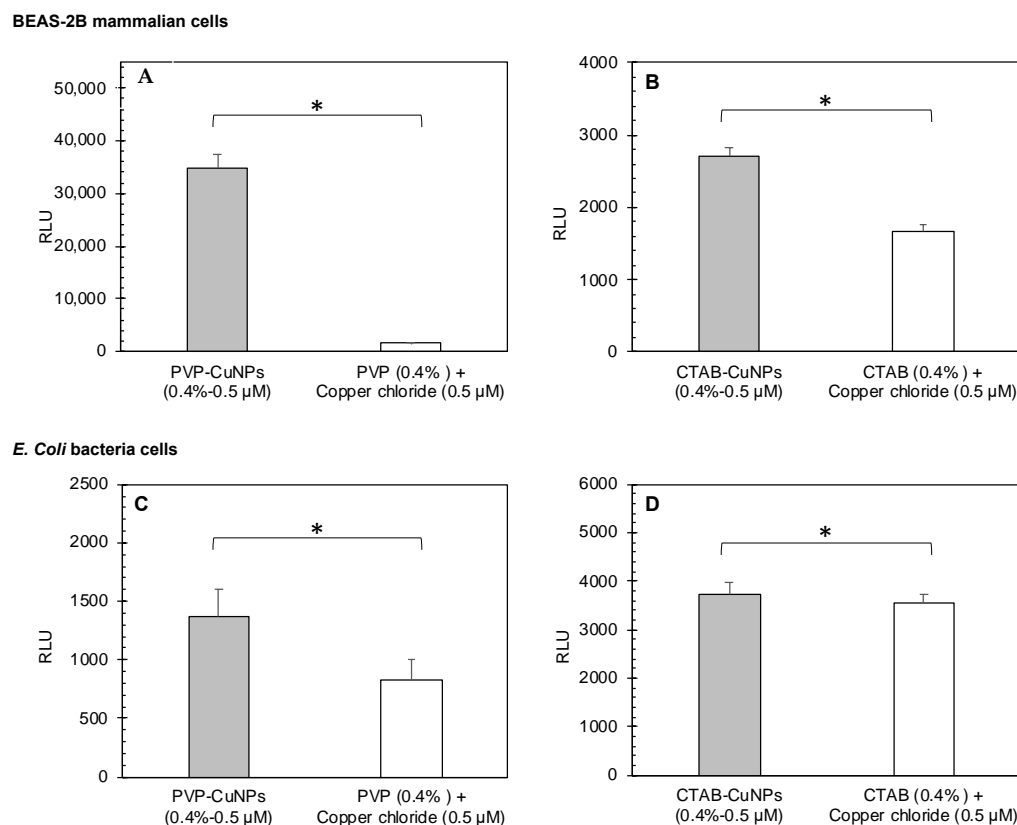 BEAS-2B mammalian cells
A
50,000
40,000
30,000
20,000
10,000
0
RLU
*
PVP-CuNPs
(0.4%-0.5 µM)
PVP (0.4% ) +
Copper chloride (0.5 µM)
B
4000
3000
2000
1000
0
RLU
*
CTAB-CuNPs
(0.4%-0.5 µM)
CTAB (0.4%) +
Copper chloride (0.5 µM)
E. Coli bacteria cells
C
2500
2000
1500
1000
500
0
RLU
*
PVP-CuNPs
(0.4%-0.5 µM)
PVP (0.4% ) +
Copper chloride (0.5 µM)
D
6000
5000
4000
3000
2000
1000
0
RLU
*
CTAB-CuNPs
(0.4%-0.5 µM)
CTAB (0.4%) +
Copper chloride (0.5 µM)